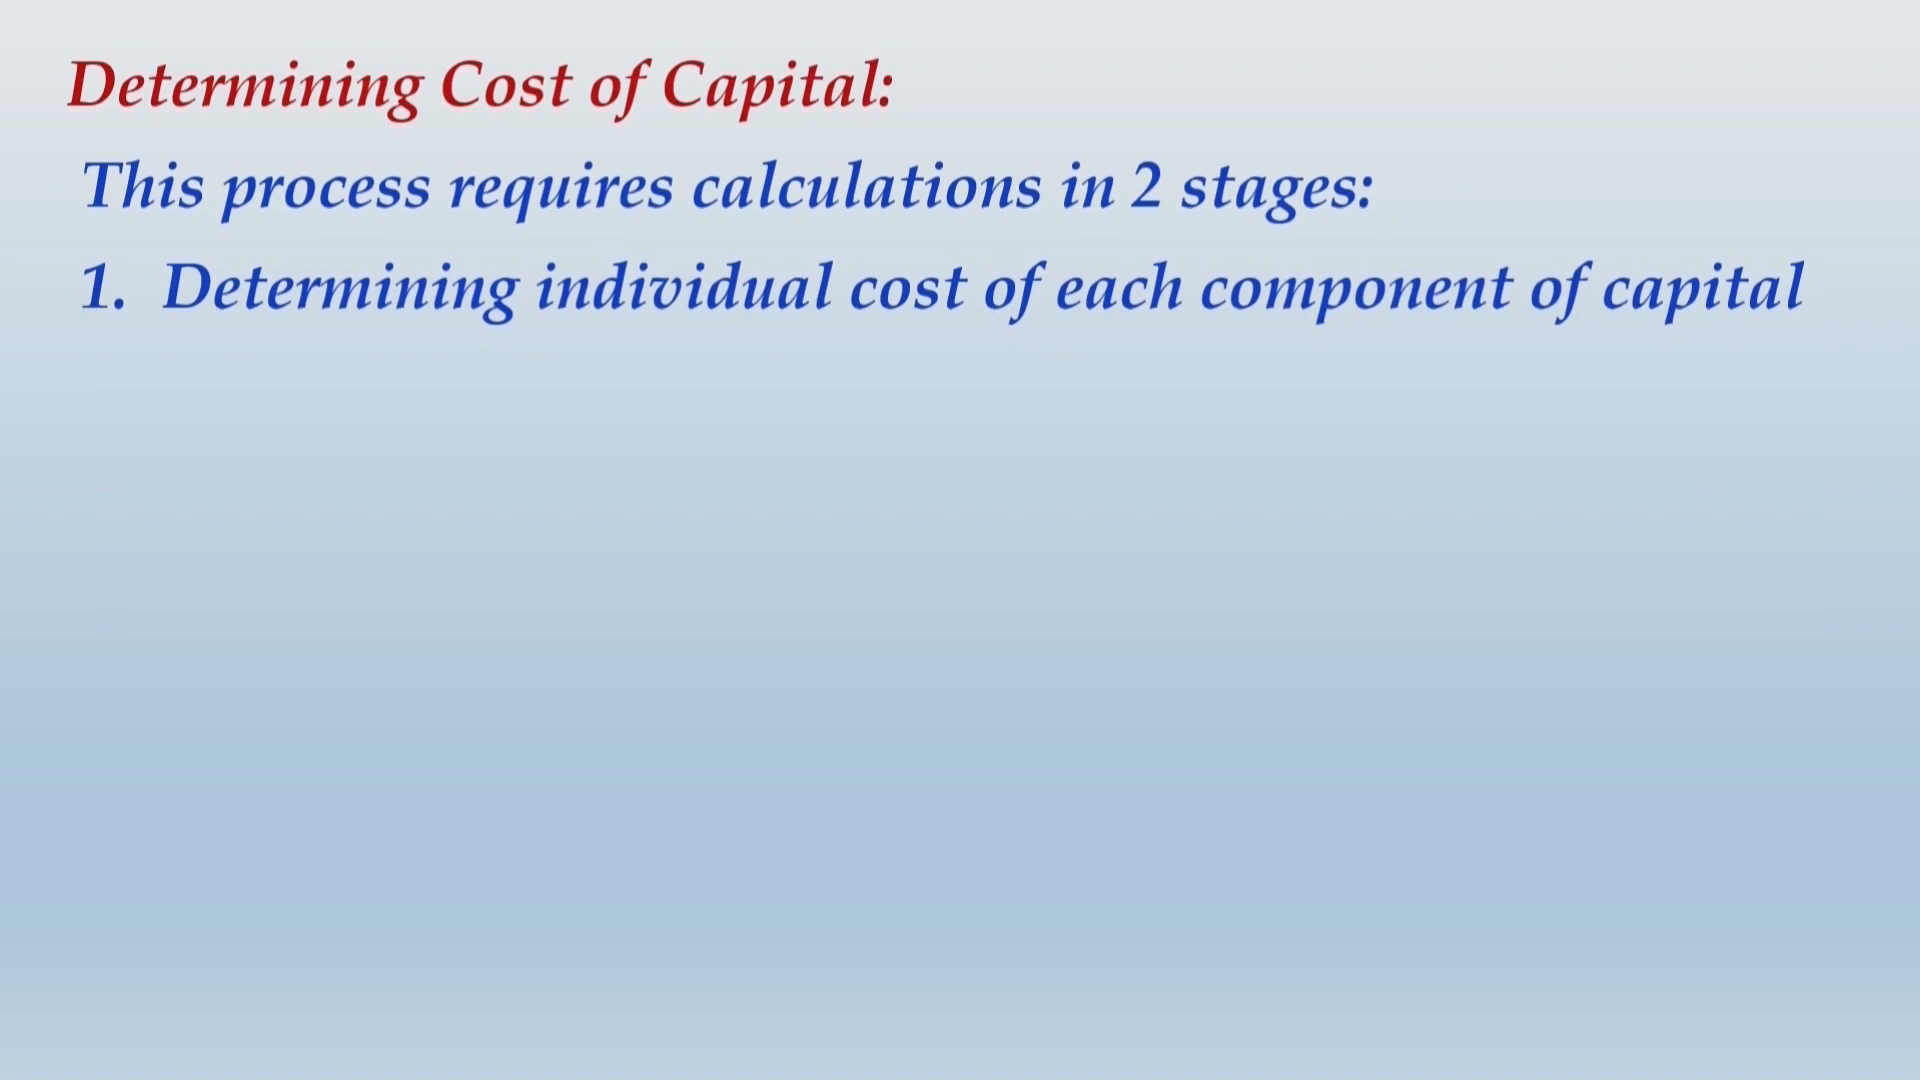 Determining Cost of Capital:
This process requires calculations in 2 stages:
1. Determining individual cost of each component of capital